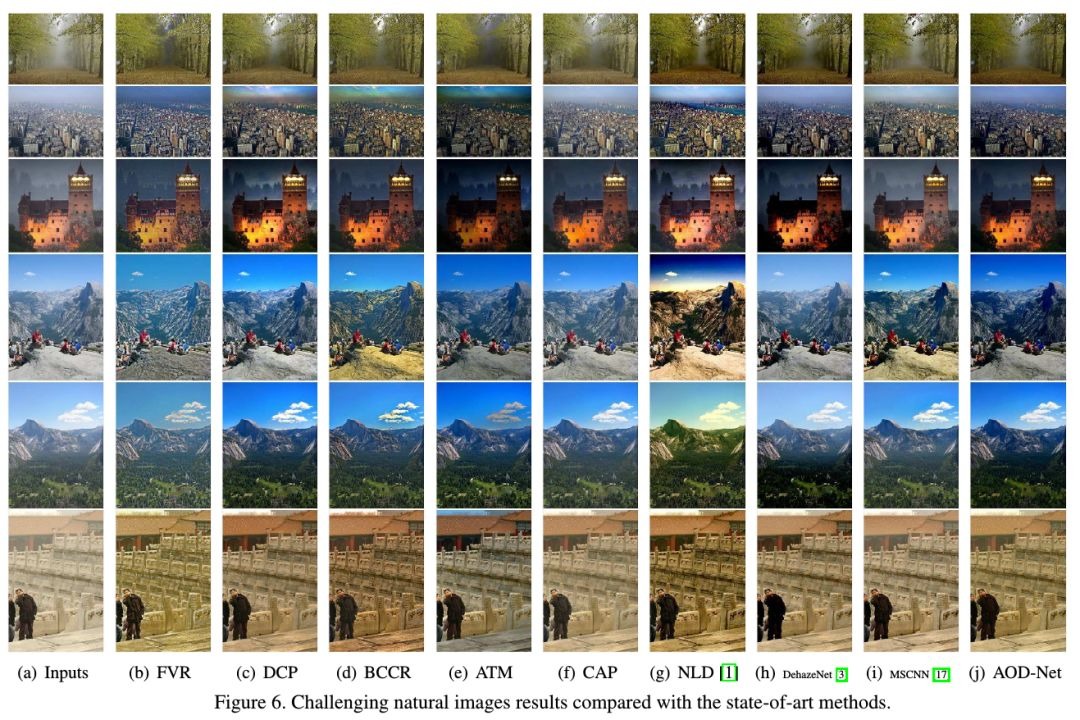 (a) Inputs (b) FVR (c) DCP (d) BCCR (e) ATM (f) CAP (g) NLD [1] (h) DehazeNet [3] (i) MSCNN [17] (j) AOD-Net
Figure 6. Challenging natural images results compared with the state-of-art methods.